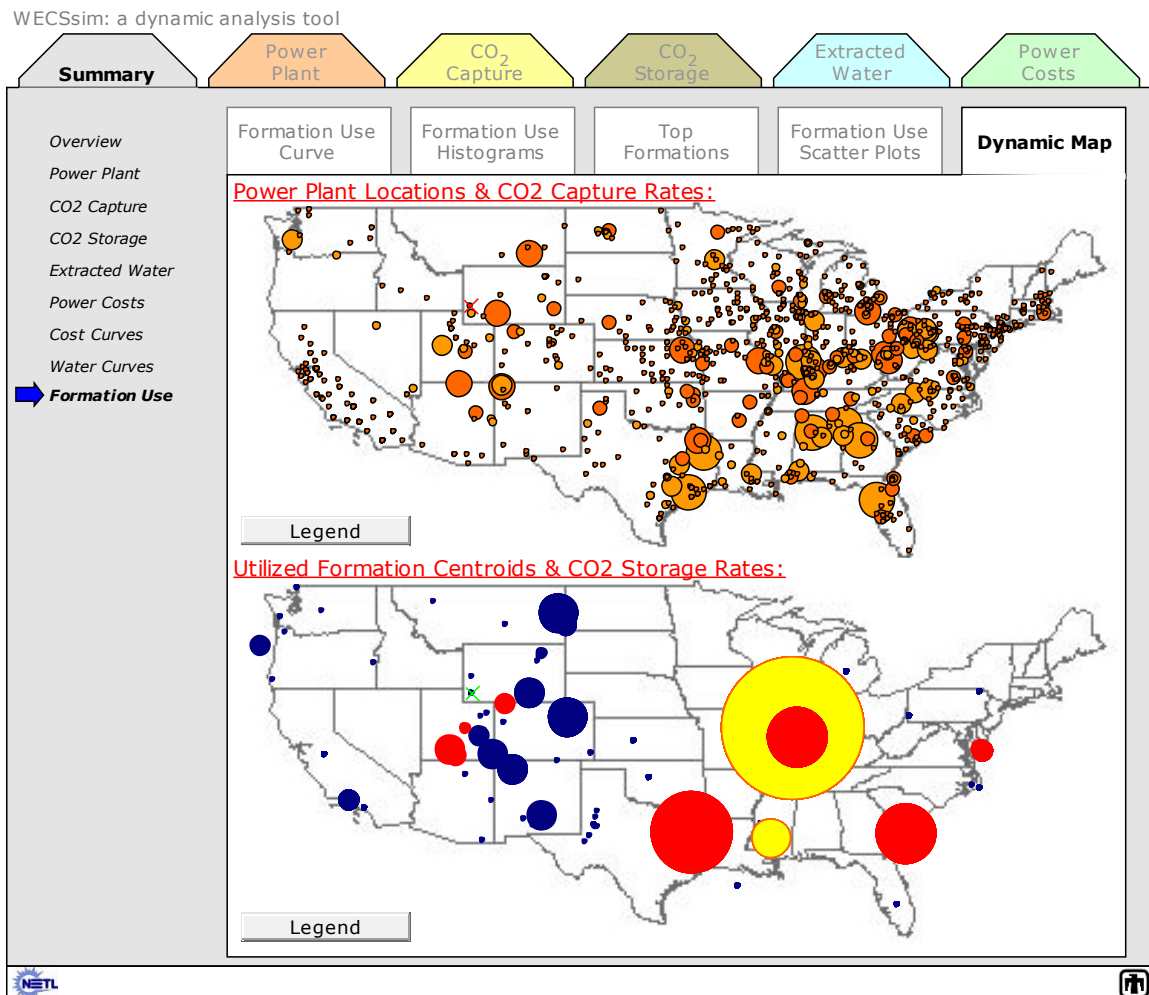 WECSsim: a dynamic analysis tool
Summary
Power
Plant
CO2
Capture
CO2
Storage
Extracted
Water
Power
Costs
Overview
Power Plant
CO2 Capture
CO2 Storage
Extracted Water
Power Costs
Cost Curves
Water Curves
Formation Use
Formation Use
Curve
Formation Use
Histograms
Top
Formations
Formation Use
Scatter Plots
Dynamic Map
Power Plant Locations & CO2 Capture Rates:
Legend
Utilized Formation Centroids & CO2 Storage Rates:
Legend
NETL